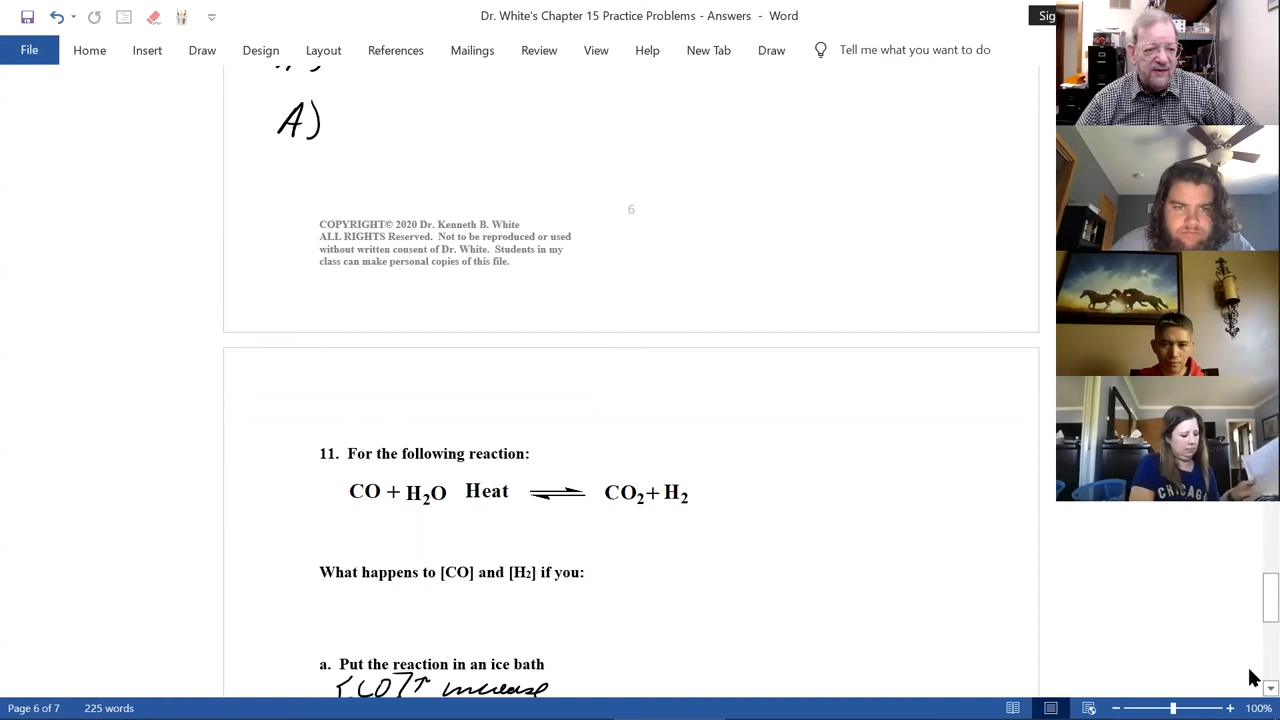 Dr. White's Chapter 15 Practice Problems - Answers - Word
Sig
File Home Insert Draw Design Layout References Mailings Review View Help New Tab Draw Tell me what you want to do
A)
6
COPYRIGHT© 2020 Dr. Kenneth B. White
ALL RIGHTS Reserved. Not to be reproduced or used
without written consent of Dr. White. Students in my
class can make personal copies of this file.
11. For the following reaction:
CO + H₂O Heat ⇌ CO₂ + H₂
What happens to [CO] and [H₂] if you:
a. Put the reaction in an ice bath
[CO]↑ increase
CHICAGO
Page 6 of 7 225 words 100%